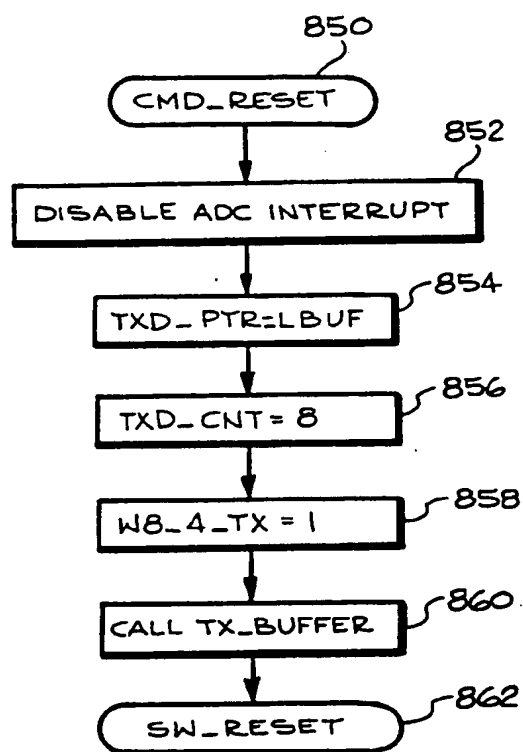 850
CMD_RESET
852
DISABLE ADC INTERRUPT
854
TXD_PTR=LBUF
856
TXD_CNT = 8
858
W8_4_TX = 1
860
CALL TX_BUFFER
862
SW_RESET